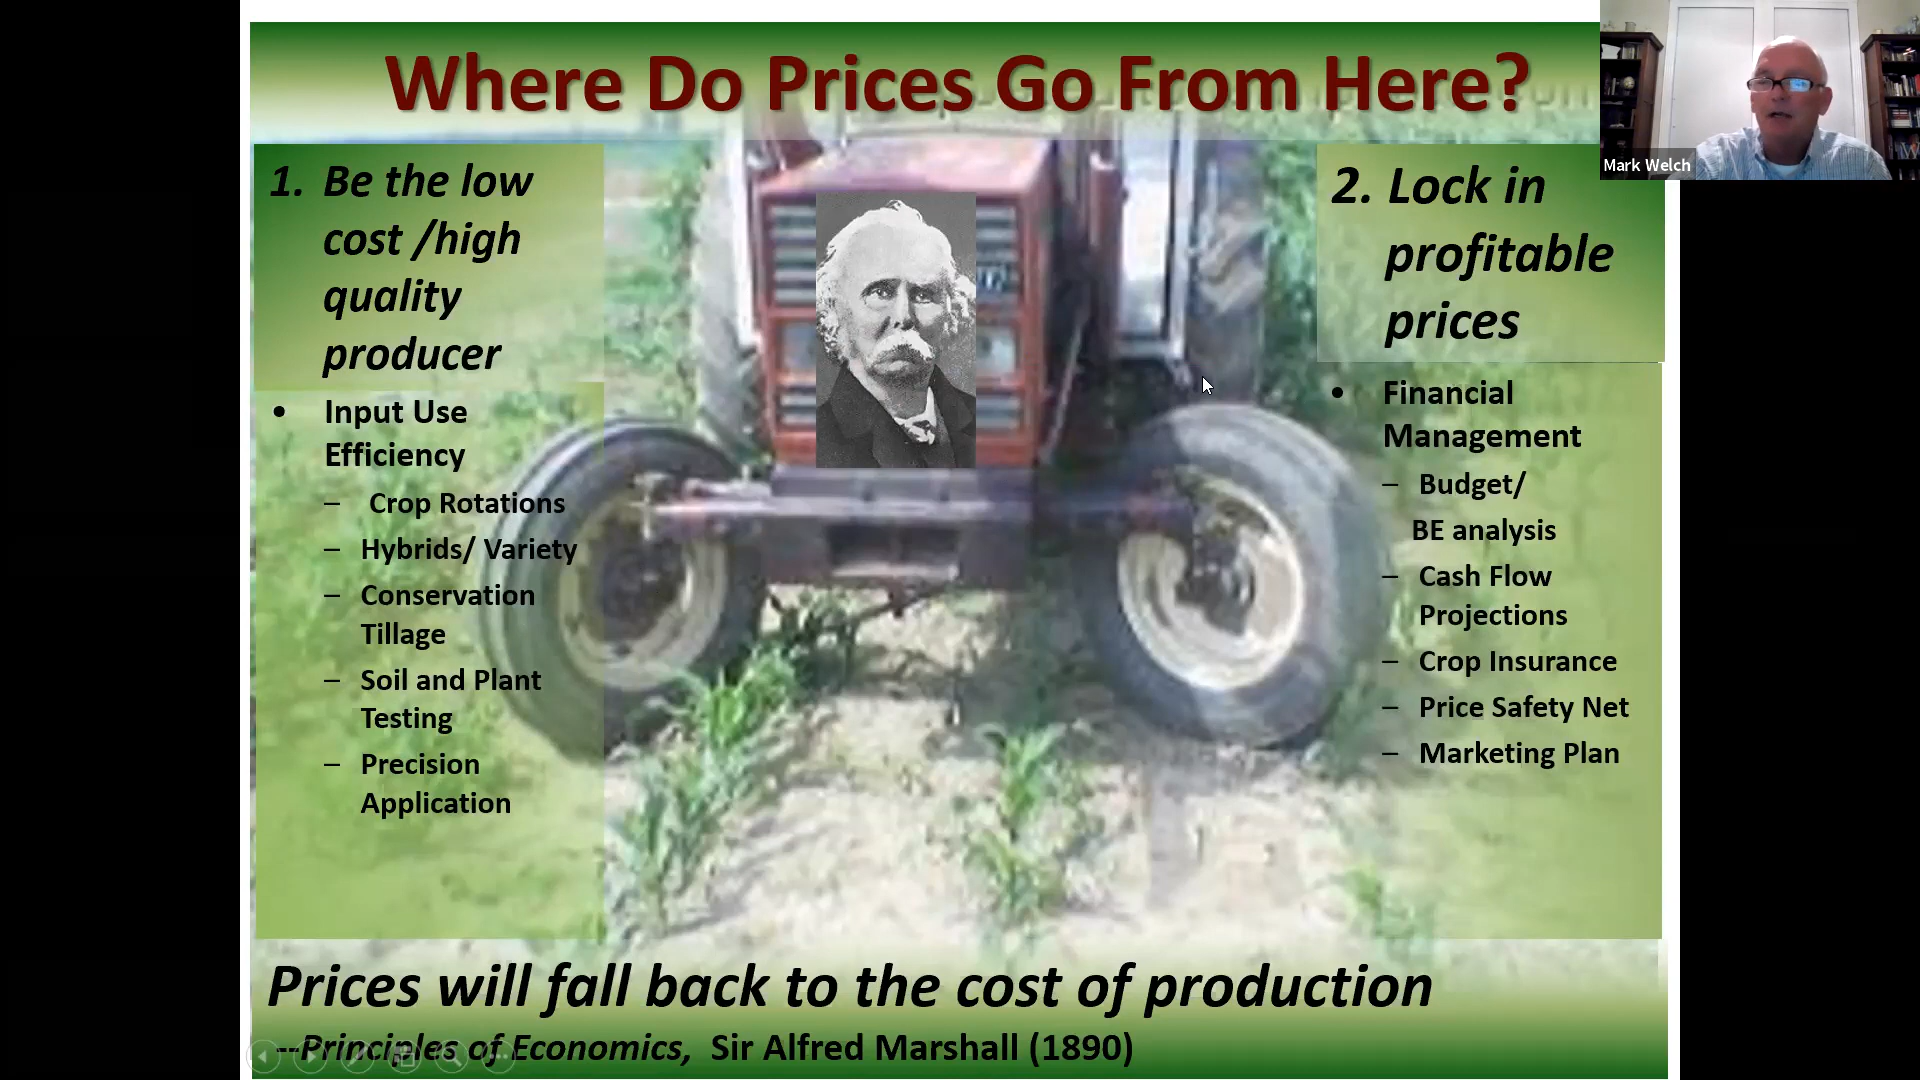 Where Do Prices Go From Here?
Mark Welch
1. Be the low
cost /high
quality
producer
• Input Use
Efficiency
– Crop Rotations
– Hybrids/ Variety
– Conservation
Tillage
– Soil and Plant
Testing
– Precision
Application
2. Lock in
profitable
prices
• Financial
Management
– Budget/
BE analysis
– Cash Flow
Projections
– Crop Insurance
– Price Safety Net
– Marketing Plan
Prices will fall back to the cost of production
--Principles of Economics, Sir Alfred Marshall (1890)